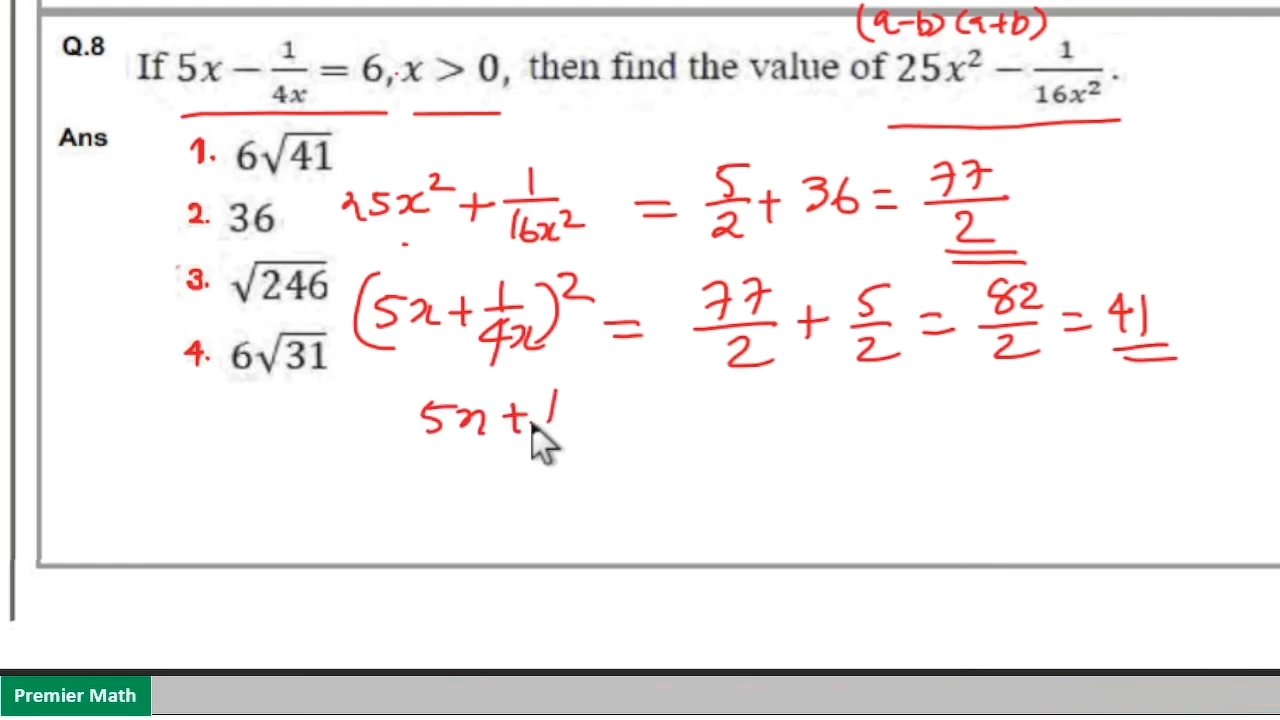 (a-b)(a+b)
Q.8 If 5x − 1/4x = 6, x > 0, then find the value of 25x² − 1/16x².
Ans
1. 6√41
2. 36
3. √246
4. 6√31
25x² + 1/16x² = 5/2 + 36 = 77/2
(5x + 1/4x)² = 77/2 + 5/2 = 82/2 = 41
5x + 1
Premier Math